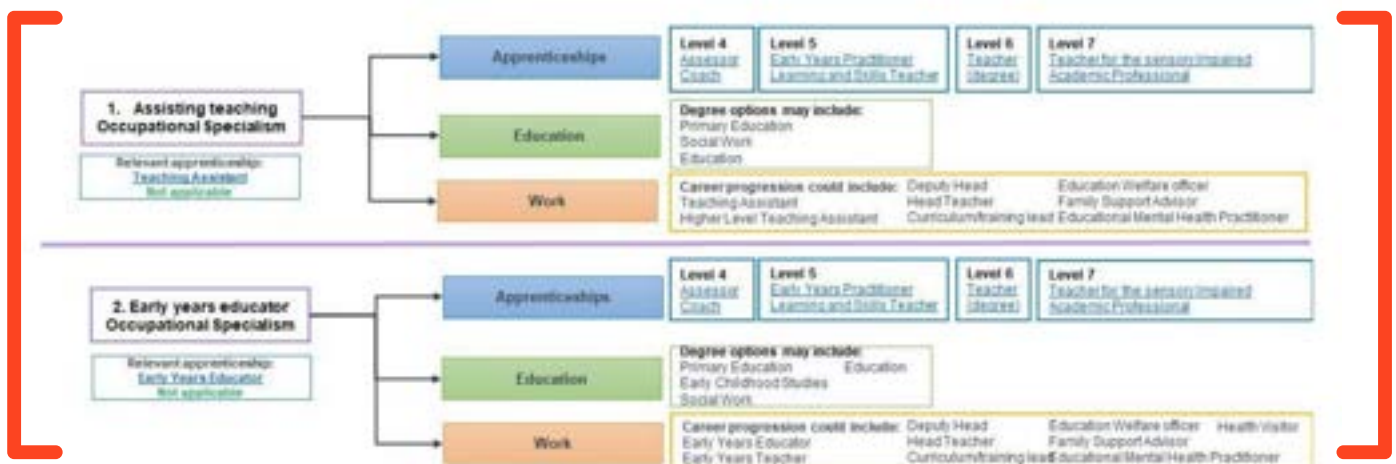 1. Assisting teaching
Occupational Specialism
Relevant apprenticeship:
Teaching Assistant
Not applicable
Apprenticeships
Level 4
Assessor
Coach
Level 5
Early Years Practitioner
Learning and Skills Teacher
Level 6
Teacher
(degree)
Level 7
Teacher for the sensory impaired
Academic Professional
Education
Degree options may include:
Primary Education
Social Work
Education
Work
Career progression could include: Deputy Head Education Welfare officer
Teaching Assistant Head Teacher Family Support Advisor
Higher Level Teaching Assistant Curriculum/training lead Educational Mental Health Practitioner
2. Early years educator
Occupational Specialism
Relevant apprenticeship:
Early Years Educator
Not applicable
Apprenticeships
Level 4
Assessor
Coach
Level 5
Early Years Practitioner
Learning and Skills Teacher
Level 6
Teacher
(degree)
Level 7
Teacher for the sensory impaired
Academic Professional
Education
Degree options may include:
Primary Education Education
Early Childhood Studies
Social Work
Work
Career progression could include: Deputy Head Education Welfare officer Health Visitor
Early Years Educator Head Teacher Family Support Advisor
Early Years Teacher Curriculum/training lead Educational Mental Health Practitioner